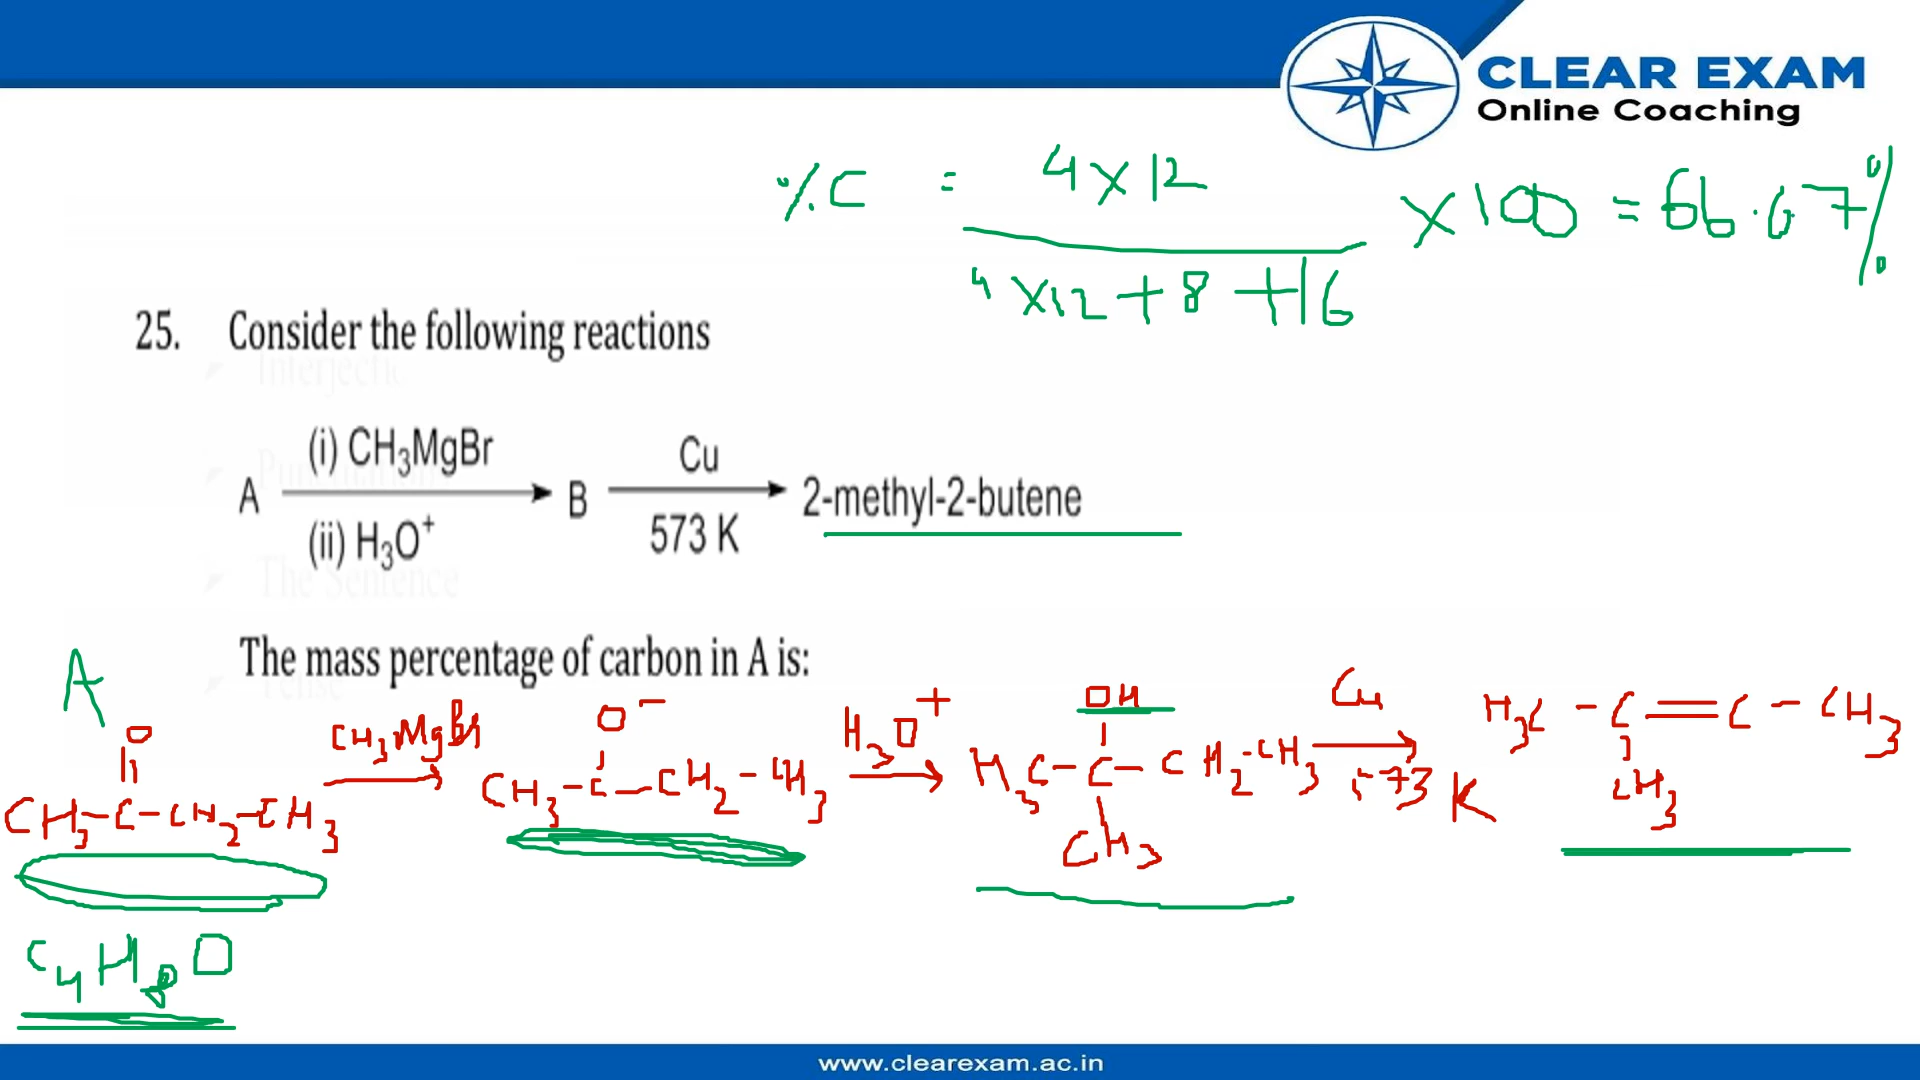 CLEAR EXAM
Online Coaching
% C = 4 × 12 / 4 × 12 + 8 + 16 × 100 = 66.67%
25. Consider the following reactions
A (i) CH₃MgBr (ii) H₃O⁺ B Cu 573 K 2-methyl-2-butene
The mass percentage of carbon in A is:
A
O
CH₃-C-CH₂-CH₃
CH₃MgBr
O⁻
CH₃-C-CH₂-CH₃
H₃O⁺
OH
H₃C-C-CH₂-CH₃
CH₃
Cu
573 K
H₃C-C=C-CH₃
CH₃
C₄H₈O
www.clearexam.ac.in